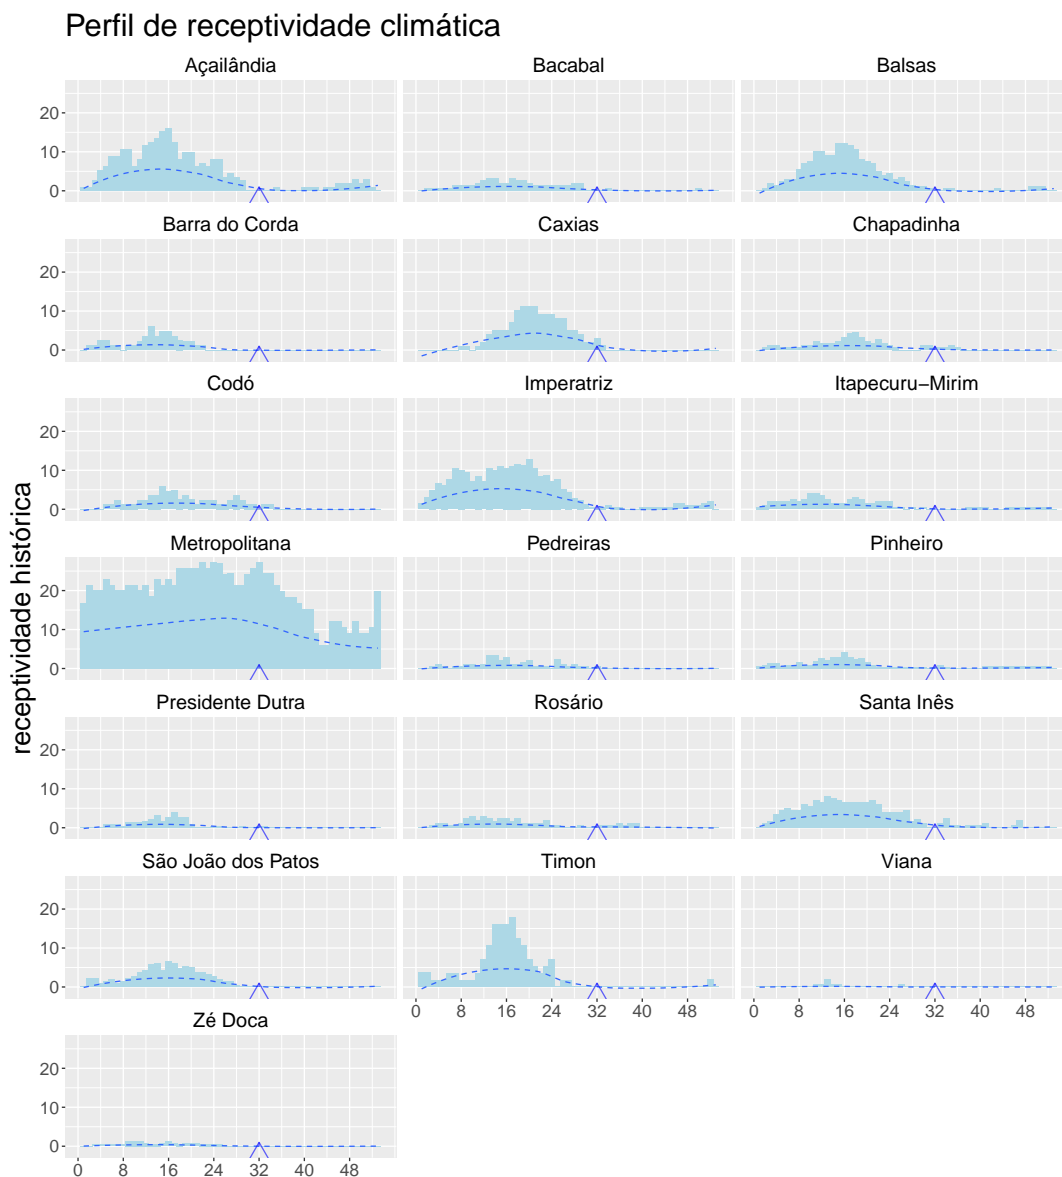 Perfil de receptividade climática
Açailândia Bacabal Balsas
20
10
0
Barra do Corda Caxias Chapadinha
20
10
0
Codó Imperatriz Itapecuru−Mirim
20
10
0
receptividade histórica
Metropolitana Pedreiras Pinheiro
20
10
0
Presidente Dutra Rosário Santa Inês
20
10
0
São João dos Patos Timon Viana
20
10
0
0 8 16 24 32 40 48 0 8 16 24 32 40 48
Zé Doca
20
10
0
0 8 16 24 32 40 48